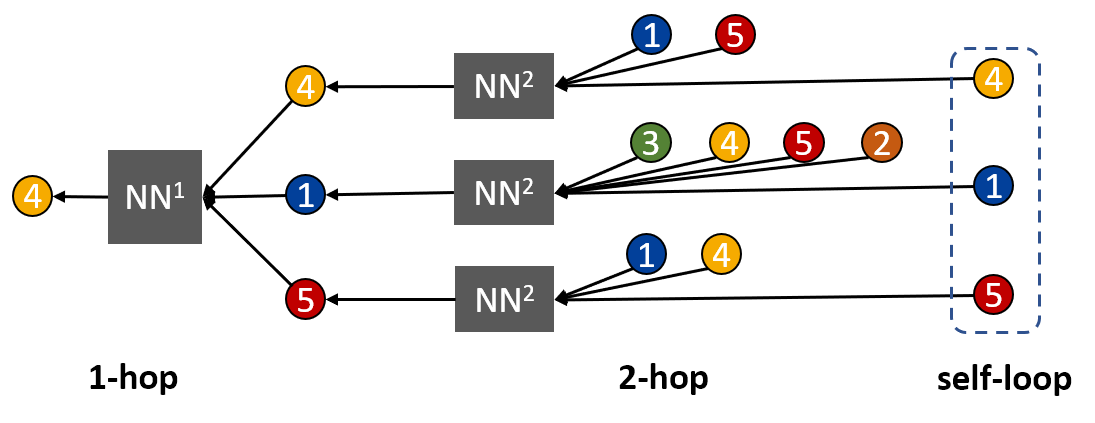 1 5
4 NN² 4
3 4 5 2
4 NN¹ 1 NN² 1
1 4
5 NN² 5
1-hop 2-hop self-loop